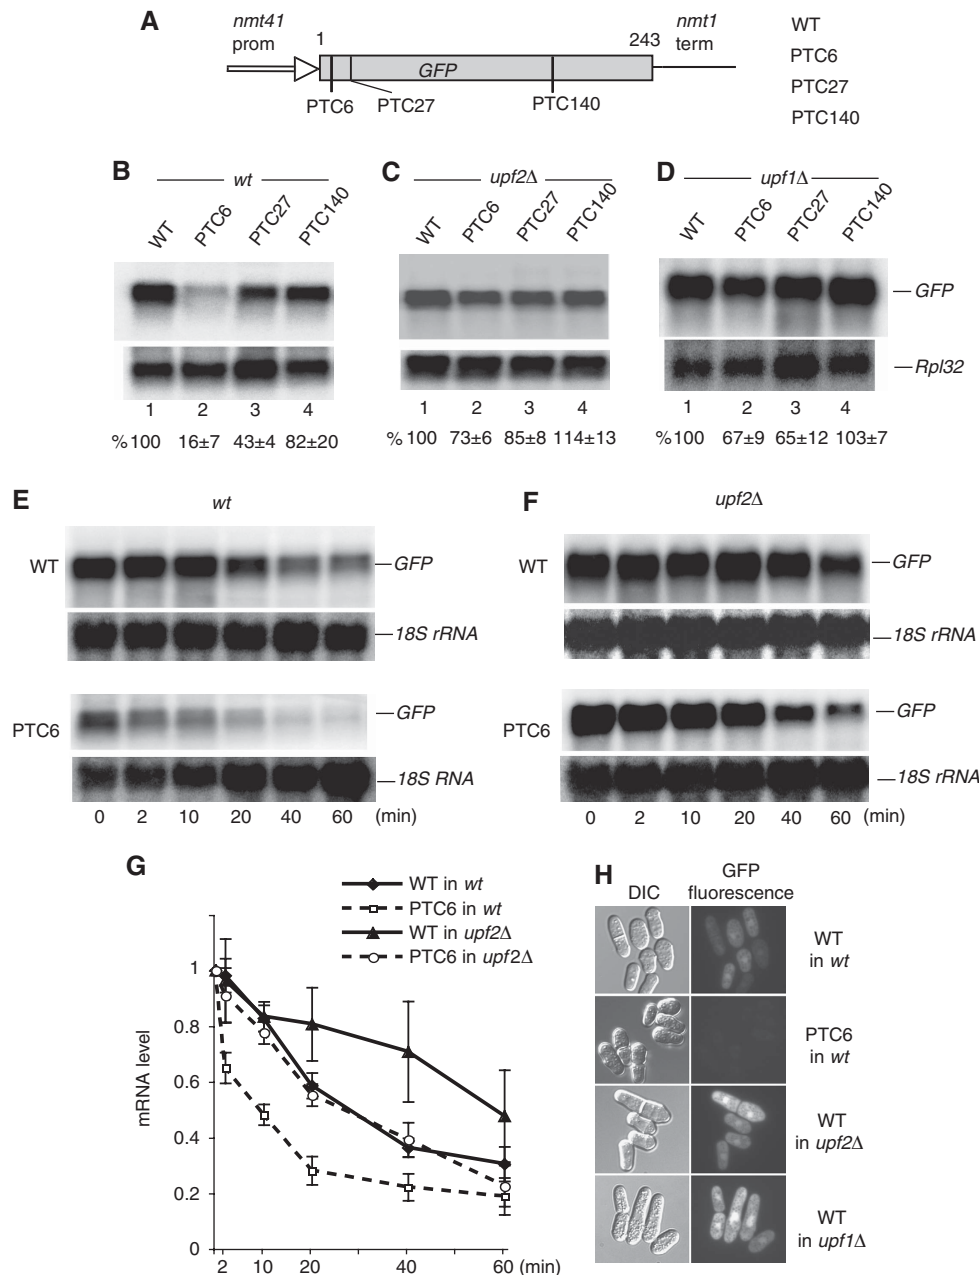 A
nmt41
prom
1
243
nmt1
term
GFP
PTC6
PTC27
PTC140
WT
PTC6
PTC27
PTC140
B
wt
WT
PTC6
PTC27
PTC140
1 2 3 4
% 100 16±7 43±4 82±20
C
upf2Δ
WT
PTC6
PTC27
PTC140
1 2 3 4
% 100 73±6 85±8 114±13
D
upf1Δ
WT
PTC6
PTC27
PTC140
GFP
Rpl32
1 2 3 4
% 100 67±9 65±12 103±7
E
wt
WT
GFP
18S rRNA
PTC6
GFP
18S RNA
0 2 10 20 40 60 (min)
F
upf2Δ
WT
GFP
18S rRNA
PTC6
GFP
18S rRNA
0 2 10 20 40 60 (min)
G
WT in wt
PTC6 in wt
WT in upf2Δ
PTC6 in upf2Δ
mRNA level
1
0.8
0.6
0.4
0.2
0
2 10 20 40 60 (min)
H
DIC
GFP
fluorescence
WT
in wt
PTC6
in wt
WT
in upf2Δ
WT
in upf1Δ